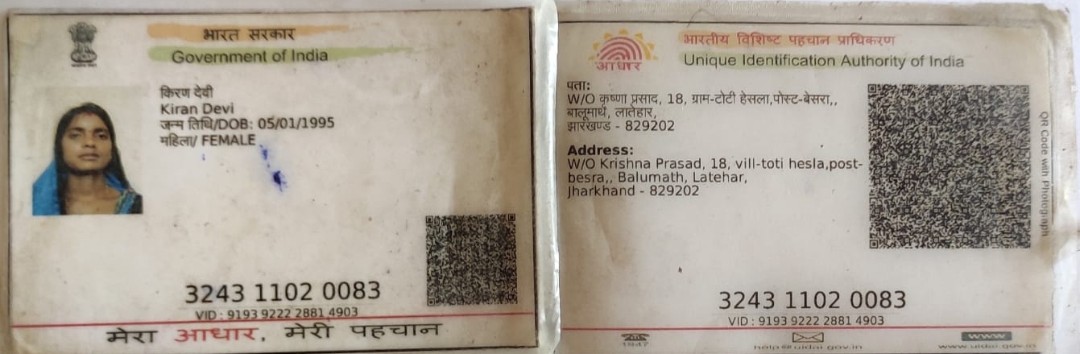 भारत सरकार
Government of India
किरण देवी
Kiran Devi
जन्म तिथि/DOB: 05/01/1995
महिला/ FEMALE
3243 1102 0083
VID : 9193 9222 2881 4903
मेरा आधार, मेरी पहचान
आधार
भारतीय विशिष्ट पहचान प्राधिकरण
Unique Identification Authority of India
पता:
W/O कृष्णा प्रसाद, 18, ग्राम-टोटी हेसला,पोस्ट-बेसरा,,
बालूमाथ, लातेहार,
झारखण्ड - 829202
Address:
W/O Krishna Prasad, 18, vill-toti hesla,post-
besra,, Balumath, Latehar,
Jharkhand - 829202
QR Code with Photograph
3243 1102 0083
VID : 9193 9222 2881 4903
1947
help@uidai.gov.in
www
www.uidai.gov.in